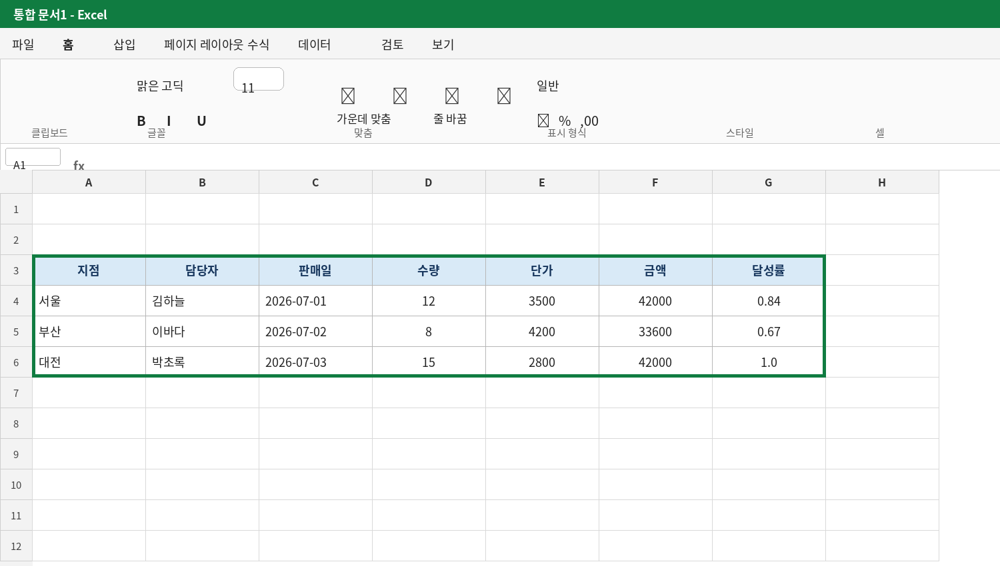 통합 문서1 - Excel
파일 홈 삽입 페이지 레이아웃 수식 데이터 검토 보기
맑은 고딕 11 일반
B I U 가운데 맞춤 줄 바꿈 % ,00
클립보드 글꼴 맞춤 표시 형식 스타일 셀
A1 fx
A B C D E F G H
1
2
3 지점 담당자 판매일 수량 단가 금액 달성률
4 서울 김하늘 2026-07-01 12 3500 42000 0.84
5 부산 이바다 2026-07-02 8 4200 33600 0.67
6 대전 박초록 2026-07-03 15 2800 42000 1.0
7
8
9
10
11
12